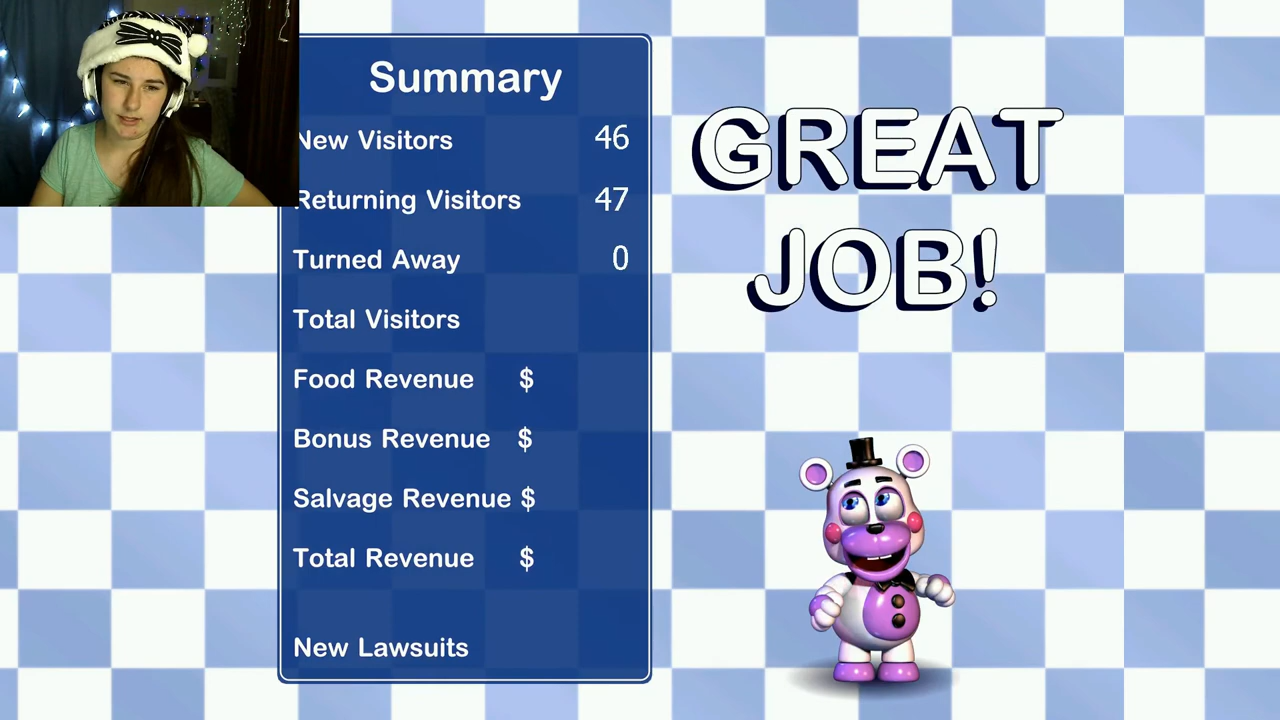 Summary
New Visitors 46
Returning Visitors 47
Turned Away 0
Total Visitors
Food Revenue $
Bonus Revenue $
Salvage Revenue $
Total Revenue $
New Lawsuits
GREAT
JOB!